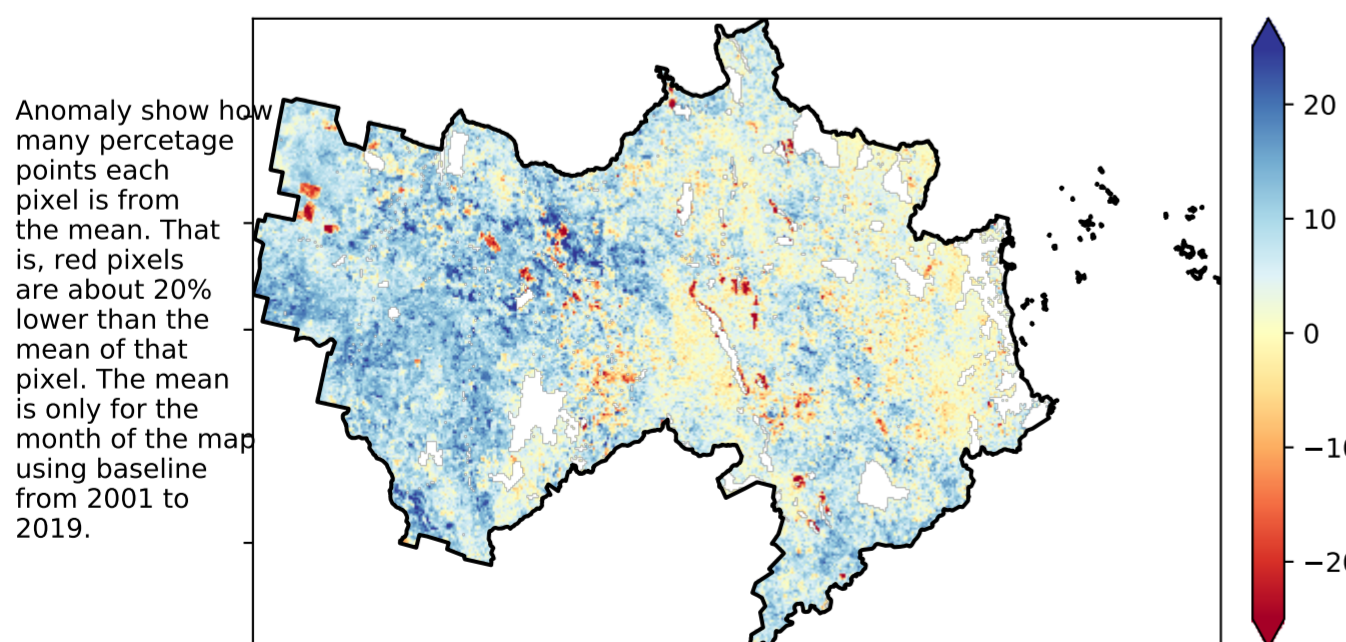 Anomaly show how
many percetage
points each
pixel is from
the mean. That
is, red pixels
are about 20%
lower than the
mean of that
pixel. The mean
is only for the
month of the map
using baseline
from 2001 to
2019.
20
10
0
−10
−20